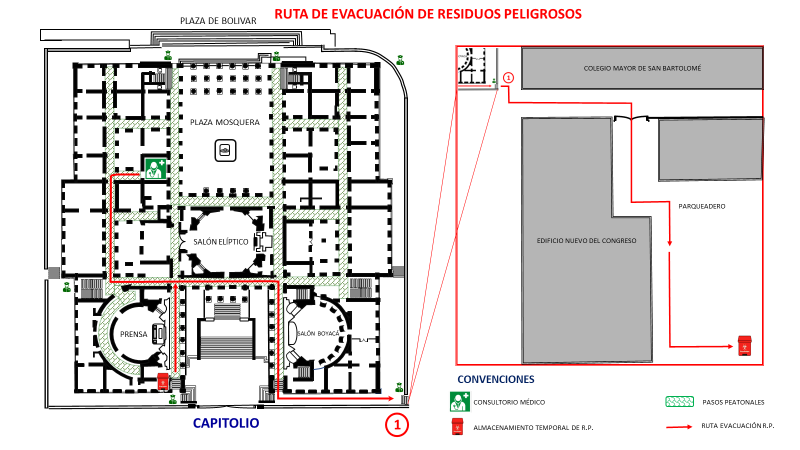 RUTA DE EVACUACIÓN DE RESIDUOS PELIGROSOS
PLAZA DE BOLIVAR
PLAZA MOSQUERA
SALÓN ELÍPTICO
PRENSA
SALÓN BOYACÁ
CAPITOLIO
1
1
COLEGIO MAYOR DE SAN BARTOLOMÉ
PARQUEADERO
EDIFICIO NUEVO DEL CONGRESO
CONVENCIONES
CONSULTORIO MÉDICO
PASOS PEATONALES
ALMACENAMIENTO TEMPORAL DE R.P.
RUTA EVACUACIÓN R.P.